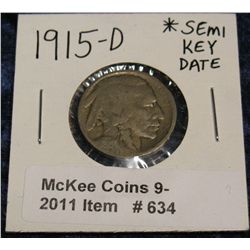 1915-D
*SEMI
KEY
DATE
McKee Coins 9-
2011 Item # 634